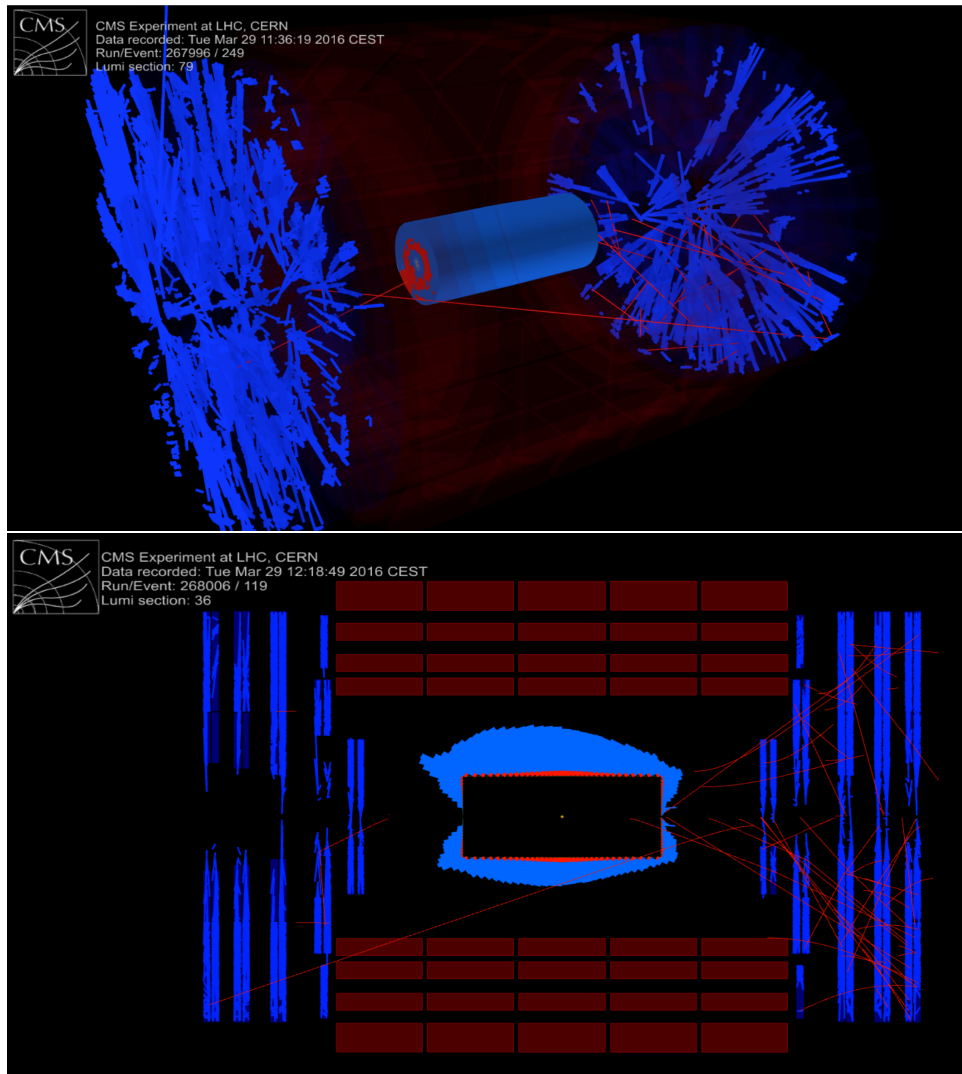 CMS
CMS Experiment at LHC, CERN
Data recorded: Tue Mar 29 11:36:19 2016 CEST
Run/Event: 267996 / 249
Lumi section: 79
CMS
CMS Experiment at LHC, CERN
Data recorded: Tue Mar 29 12:18:49 2016 CEST
Run/Event: 268006 / 119
Lumi section: 36